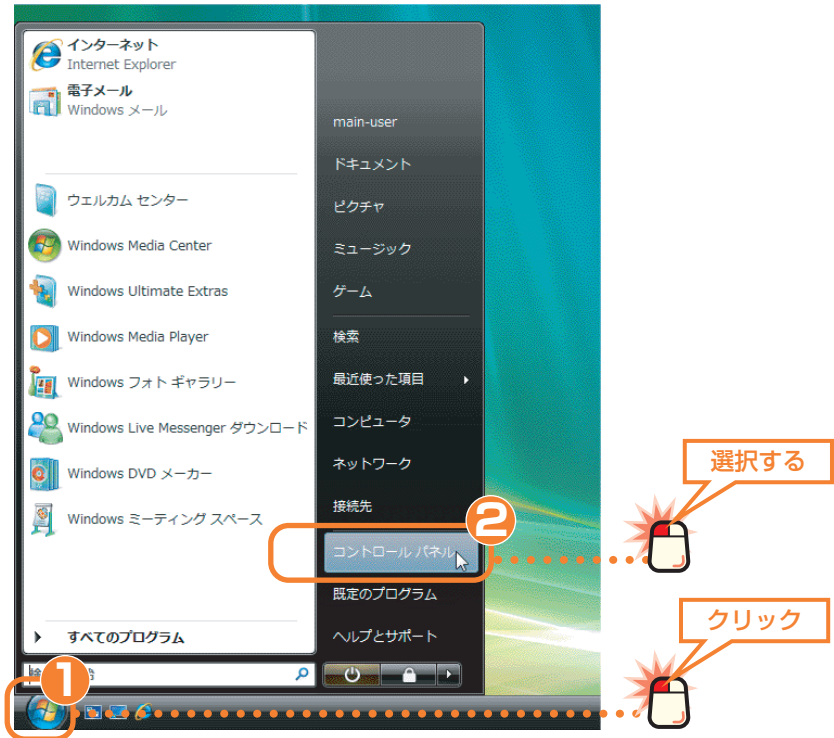 インターネット
Internet Explorer
電子メール
Windows メール
ウェルカム センター
Windows Media Center
Windows Ultimate Extras
Windows Media Player
Windows フォト ギャラリー
Windows Live Messenger ダウンロード
Windows DVD メーカー
Windows ミーティング スペース
すべてのプログラム
main-user
ドキュメント
ピクチャ
ミュージック
ゲーム
検索
最近使った項目
コンピュータ
ネットワーク
接続先
2
コントロール パネル
既定のプログラム
ヘルプとサポート
1
選択する
クリック